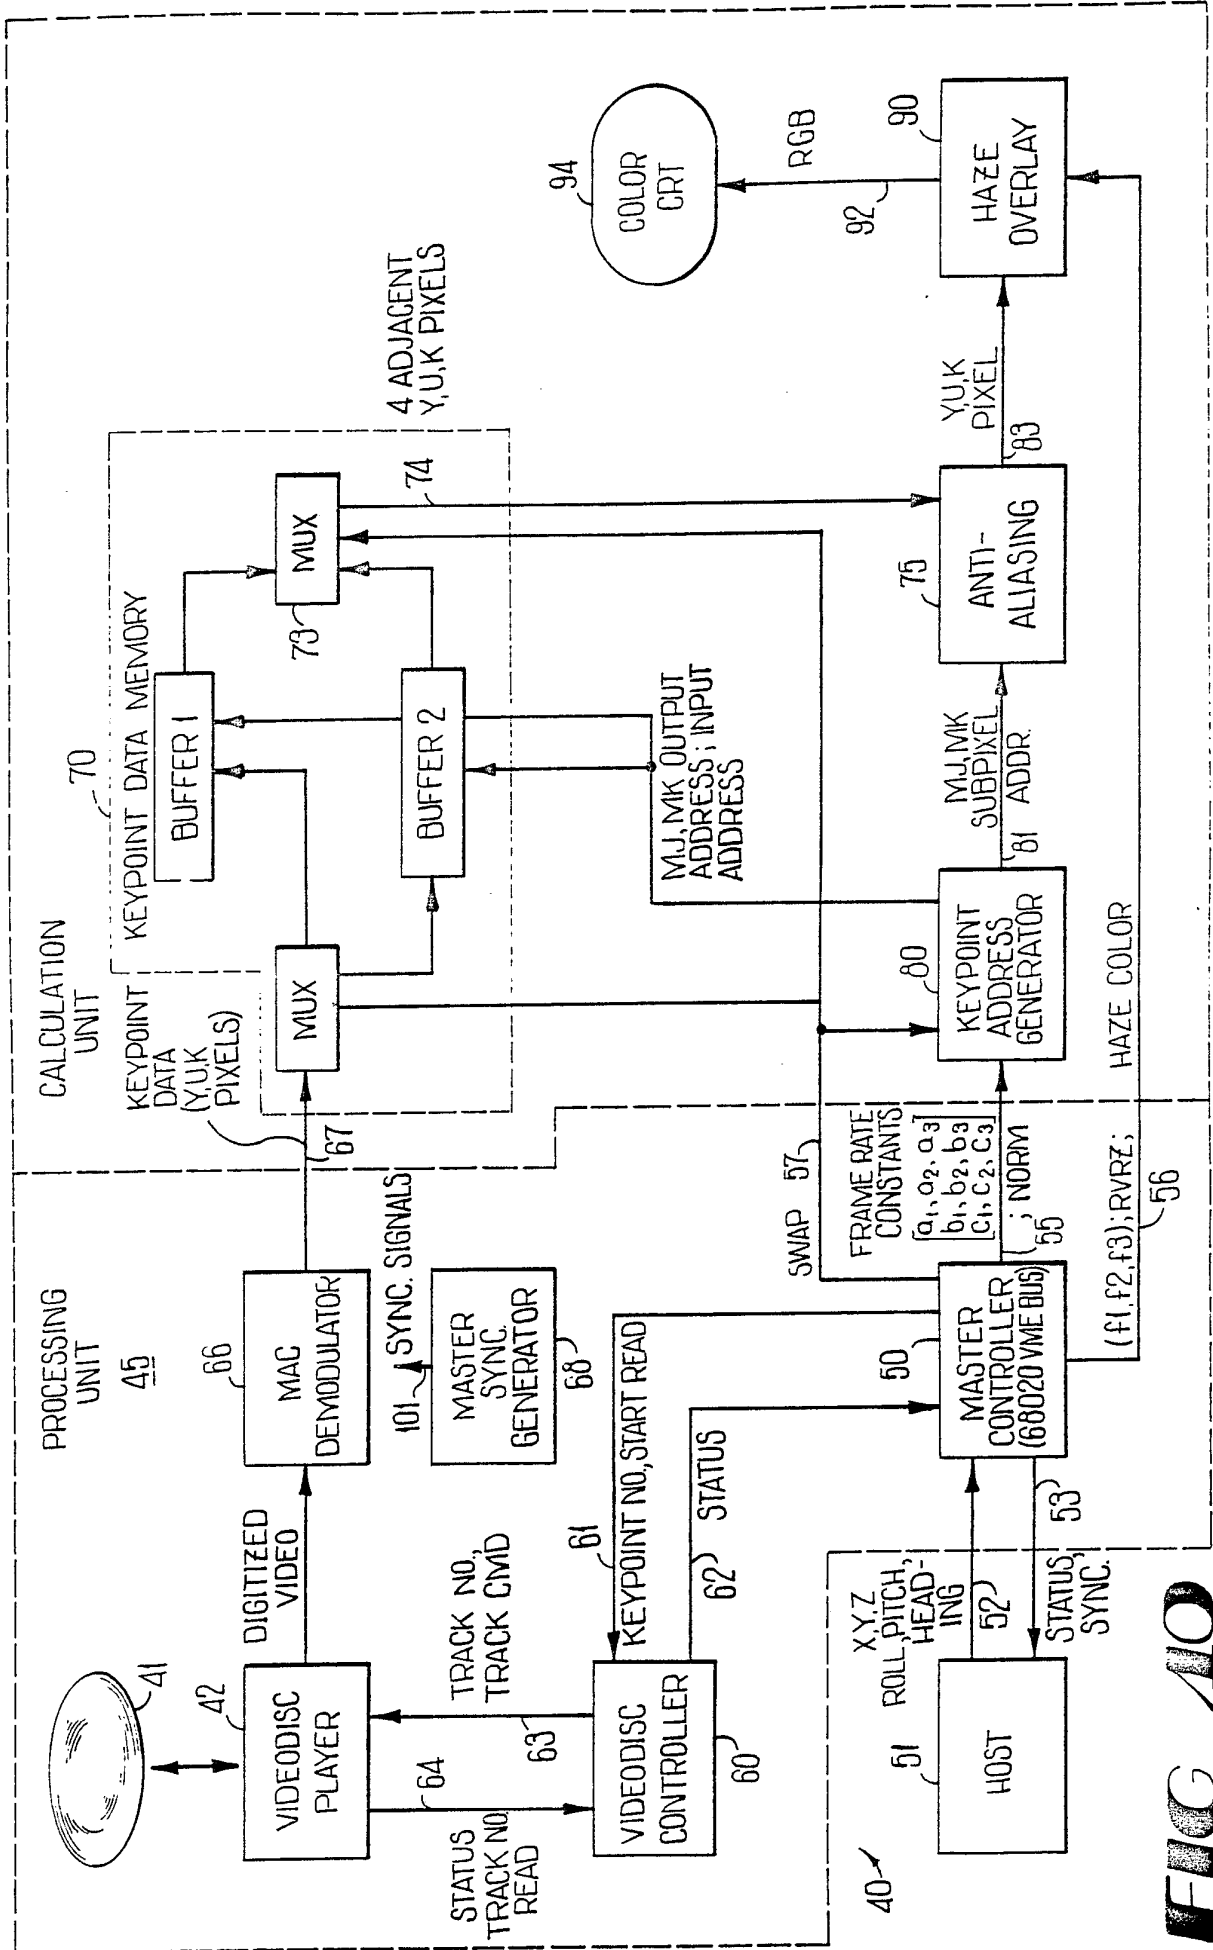 PROCESSING
UNIT
45
CALCULATION
UNIT
41
42
VIDEODISC
PLAYER
DIGITIZED
VIDEO
66
MAC
DEMODULATOR
67
KEYPOINT
DATA
(Y,U,K
PIXELS)
70
KEYPOINT DATA MEMORY
MUX
BUFFER 1
BUFFER 2
MUX
73
74
4 ADJACENT
Y,U,K PIXELS
101
SYNC. SIGNALS
MASTER
SYNC.
GENERATOR
68
STATUS
TRACK NO.
READ
64
63
TRACK NO.,
TRACK CMD
VIDEODISC
CONTROLLER
60
61
KEYPOINT NO., START READ
62
STATUS
MJ, MK OUTPUT
ADDRESS; INPUT
ADDRESS
94
COLOR
CRT
RGB
92
40
51
HOST
X,Y,Z
ROLL,PITCH,
HEAD-
ING
52
53
STATUS,
SYNC.
50
MASTER
CONTROLLER
(68020 VME BUS)
SWAP
57
FRAME RATE
CONSTANTS
[a1, a2, a3]
b1, b2, b3
[c1, c2, c3]
; NORM
55
80
KEYPOINT
ADDRESS
GENERATOR
MJ, MK
SUBPIXEL
ADDR.
81
75
ANTI-
ALIASING
Y,U,K
PIXEL
83
90
HAZE
OVERLAY
(f1,f2,f3);RVRZ;
HAZE COLOR
56
FIG 40